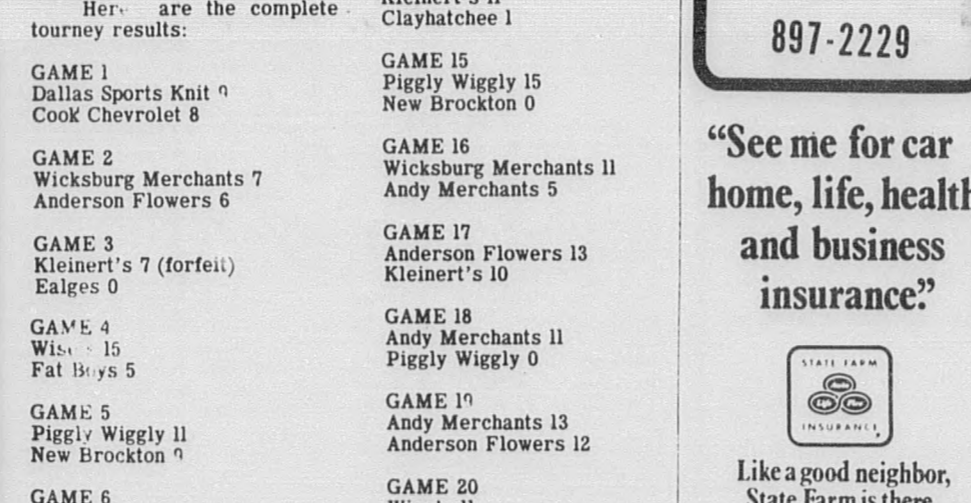 are the complete
tourney results:
GAME 1
Dallas Sports Knit 9
Cook Chevrolet 8
GAME 2
Wicksburg Merchants 7
Anderson Flowers 6
GAME 3
Kleinert's 7 (forfeit)
Ealges 0
GAME 4
15
Fat Boys 5
GAME 5
Piggly Wiggly 11
New Brockton 9
GAME 6
Clayhatchee 1
GAME 15
Piggly Wiggly 15
New Brockton 0
GAME 16
Wicksburg Merchants 11
Andy Merchants 5
GAME 17
Anderson Flowers 13
Kleinert's 10
GAME 18
Andy Merchants 11
Piggly Wiggly 0
GAME 19
Andy Merchants 13
Anderson Flowers 12
GAME 20
897-2229
“See me for car
home, life, health
and business
insurance.”
STATE FARM
INSURANCE
Like a good neighbor,
State Farm is there.